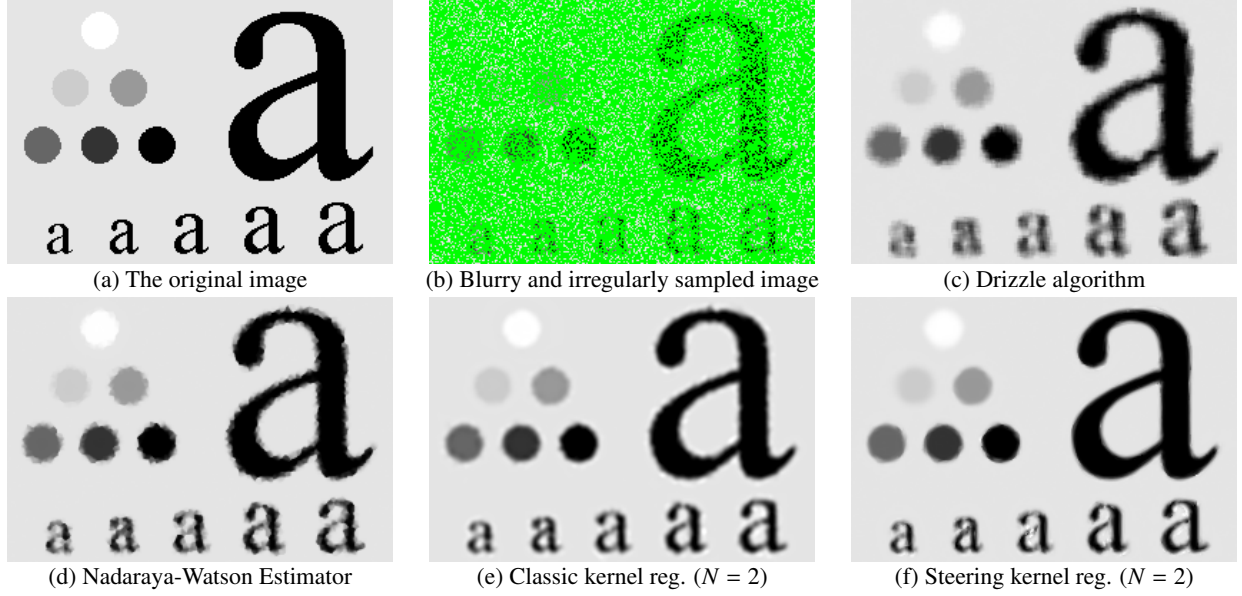 a
a a a a a
(a) The original image
a
a a a a a
(b) Blurry and irregularly sampled image
a
a a a a a
(c) Drizzle algorithm
a
a a a a a
(d) Nadaraya-Watson Estimator
a
a a a a a
(e) Classic kernel reg. (N = 2)
a
a a a a a
(f) Steering kernel reg. (N = 2)